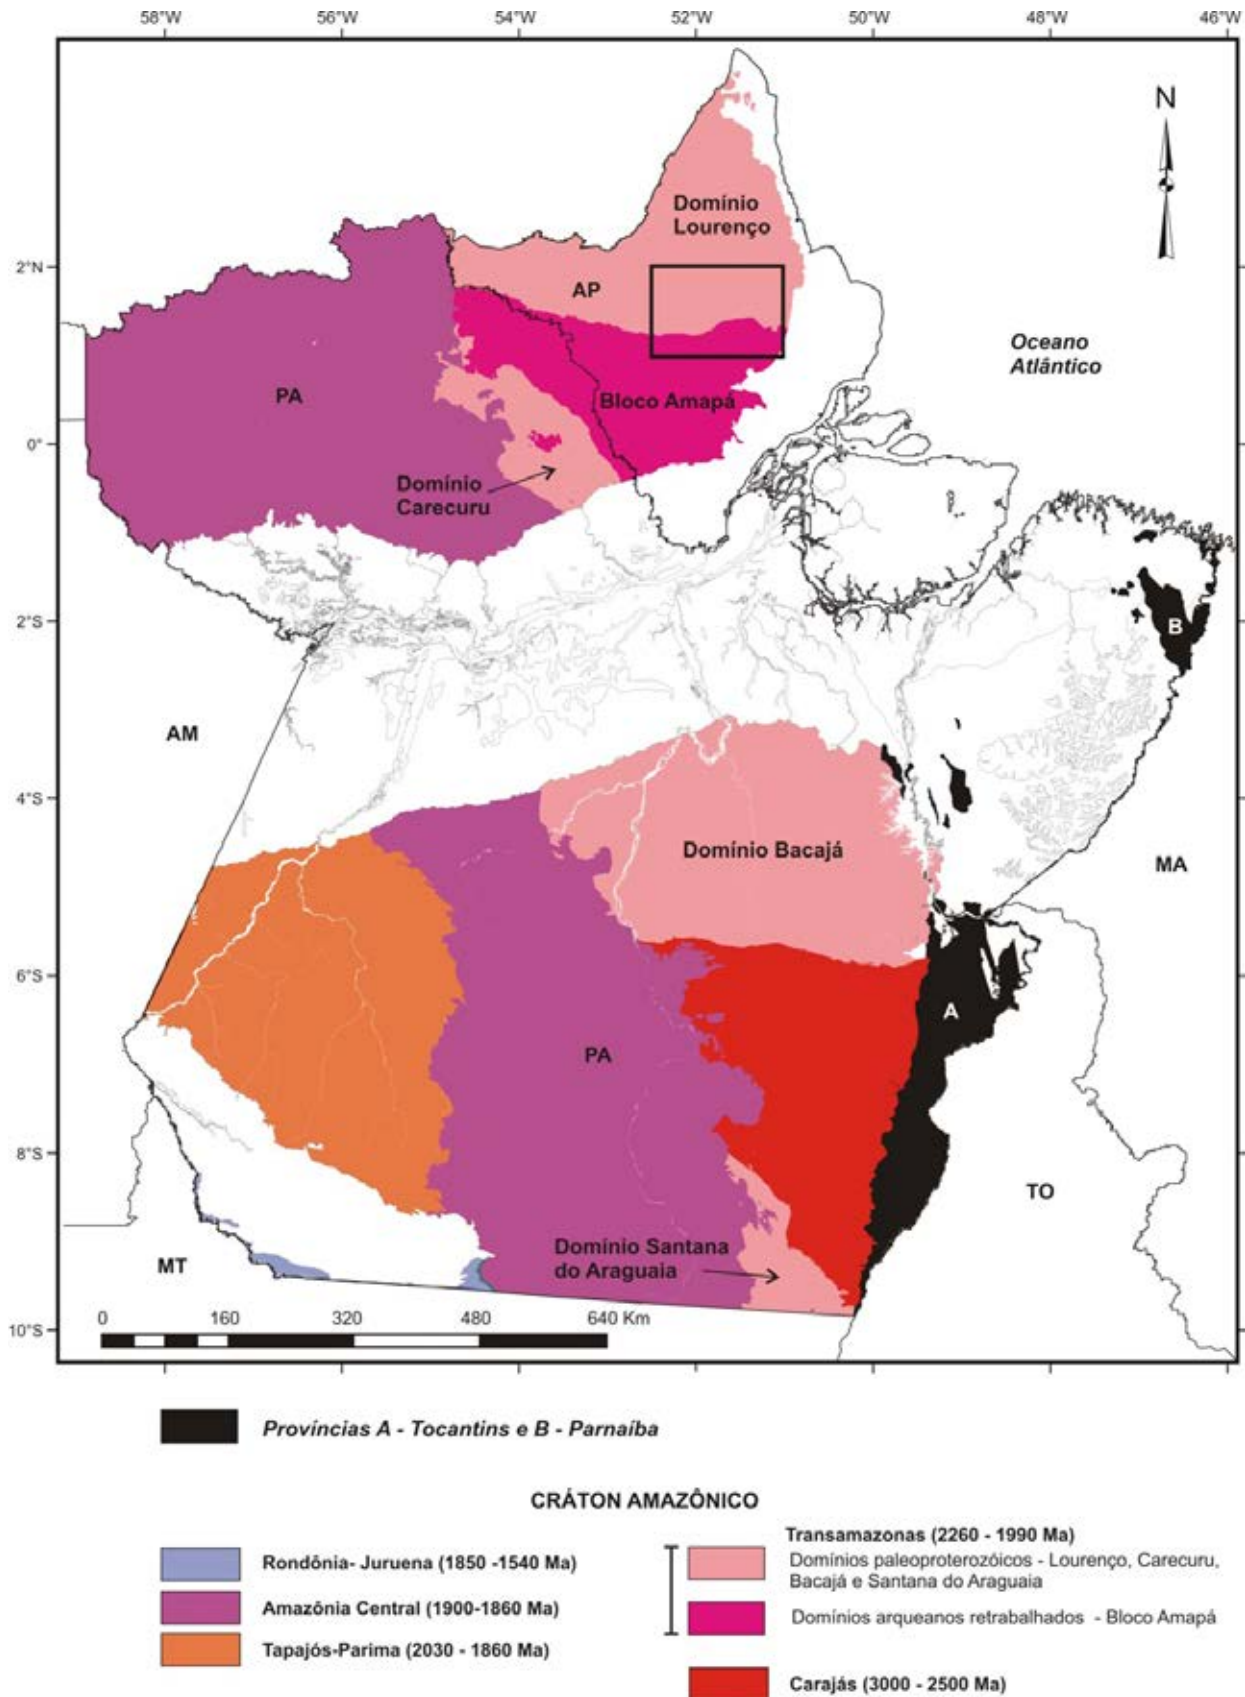 58°W 56°W 54°W 52°W 50°W 48°W 46°W
N
Domínio
Lourenço
2°N
AP
Oceano
Atlântico
PA
Bloco Amapá
0°
Domínio
Carecuru
2°S
B
AM
4°S
Domínio Bacajá
MA
6°S
A
PA
8°S
TO
Domínio Santana
do Araguaia
MT
0 160 320 480 640 Km
10°S
Províncias A - Tocantins e B - Parnaíba
CRÁTON AMAZÔNICO
Transamazonas (2260 - 1990 Ma)
Rondônia- Juruena (1850 -1540 Ma)
Domínios paleoproterozóicos - Lourenço, Carecuru,
Bacajá e Santana do Araguaia
Amazônia Central (1900-1860 Ma)
Domínios arqueanos retrabalhados - Bloco Amapá
Tapajós-Parima (2030 - 1860 Ma)
Carajás (3000 - 2500 Ma)